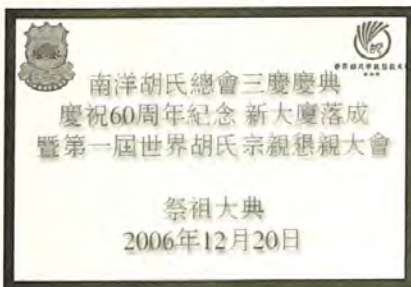 南洋胡氏總會三慶慶典
慶祝60周年紀念 新大廈落成
暨第一屆世界胡氏宗親懇親大會
祭祖大典
2006年12月20日